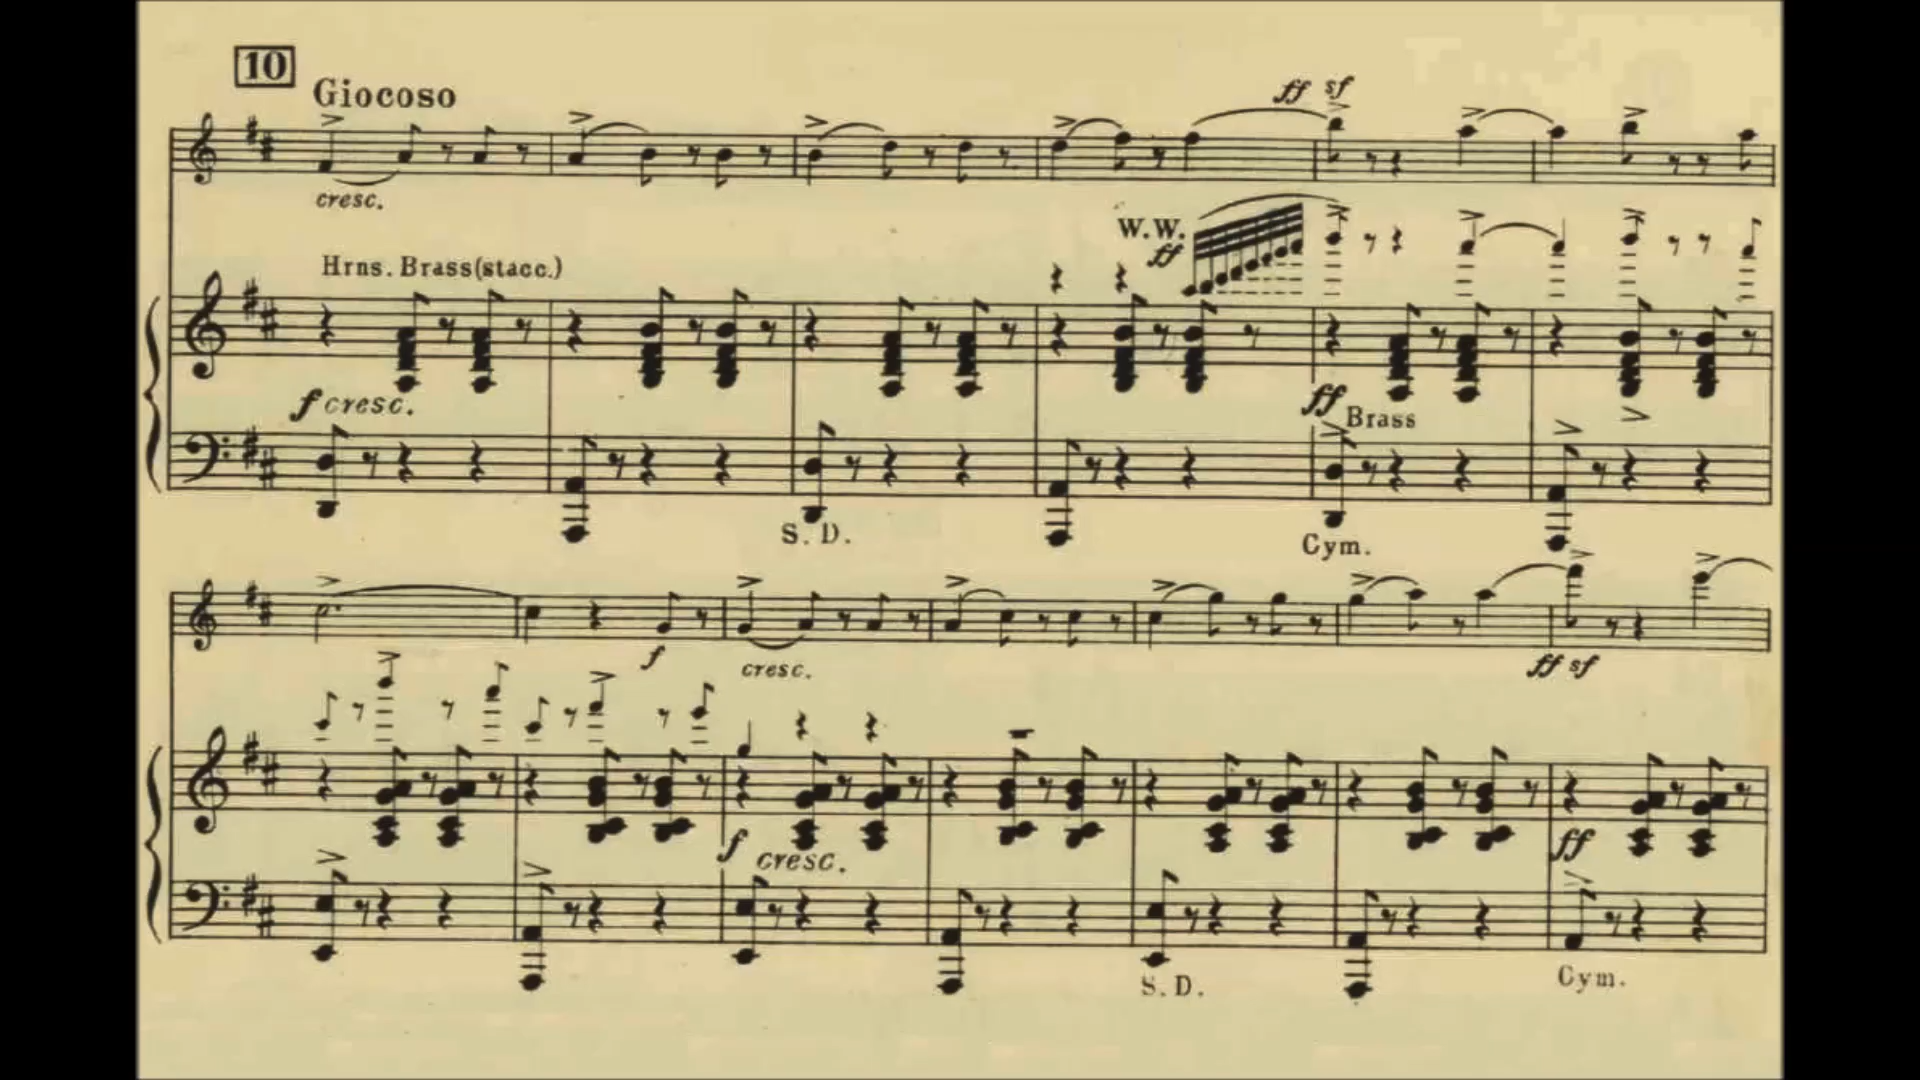 10
Giocoso
ff sf
cresc.
W.W.
ff
Hrns. Brass(stacc.)
f cresc.
ff
Brass
S. D.
Cym.
f
cresc.
ff sf
f cresc.
ff
S. D.
Cym.